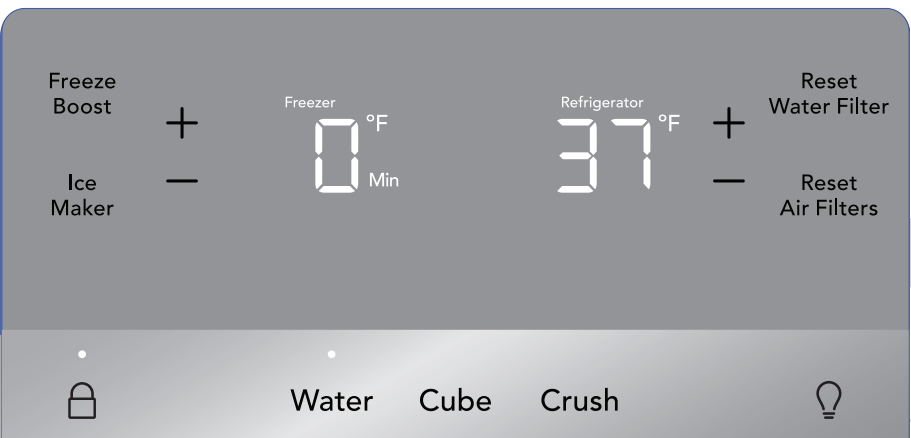 Freeze
Boost
Ice
Maker
+
−
Freezer
0 °F
Min
Refrigerator
37 °F
+
−
Reset
Water Filter
Reset
Air Filters
Water Cube Crush